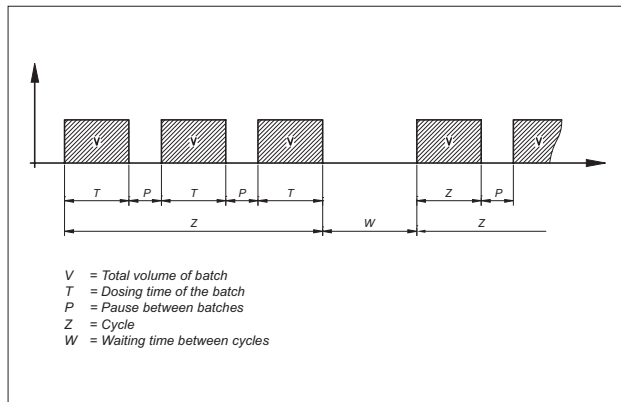 V V V V V
T P T P T Z P
Z W Z
V = Total volume of batch
T = Dosing time of the batch
P = Pause between batches
Z = Cycle
W = Waiting time between cycles